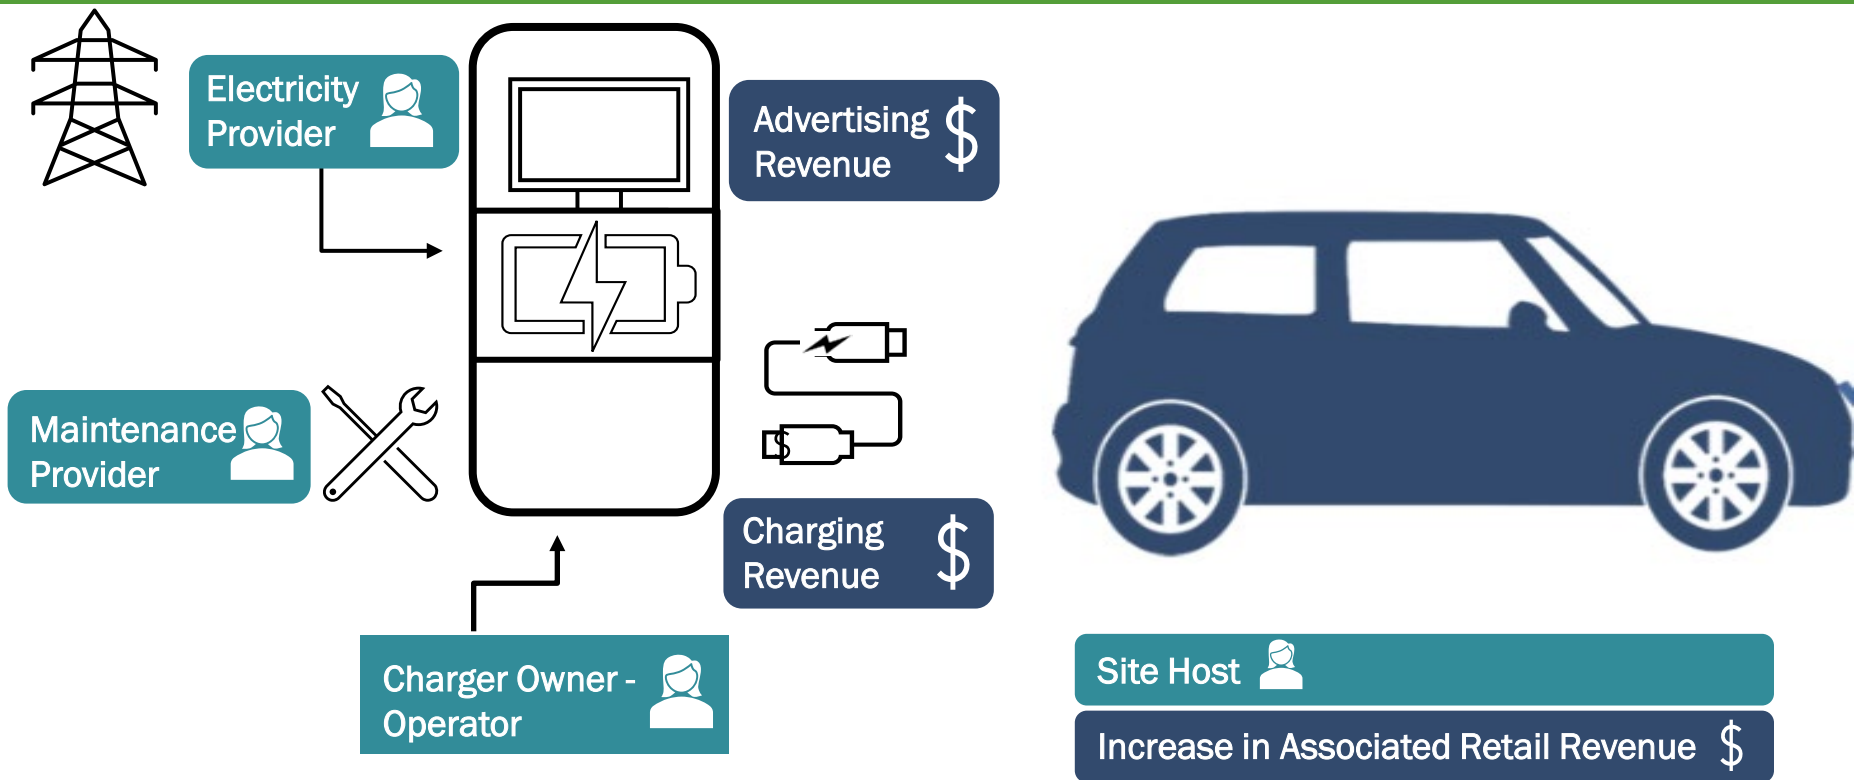 Electricity
Provider
Advertising $
Revenue
Maintenance
Provider
$
Charging $
Revenue
Charger Owner -
Operator
Site Host
Increase in Associated Retail Revenue $